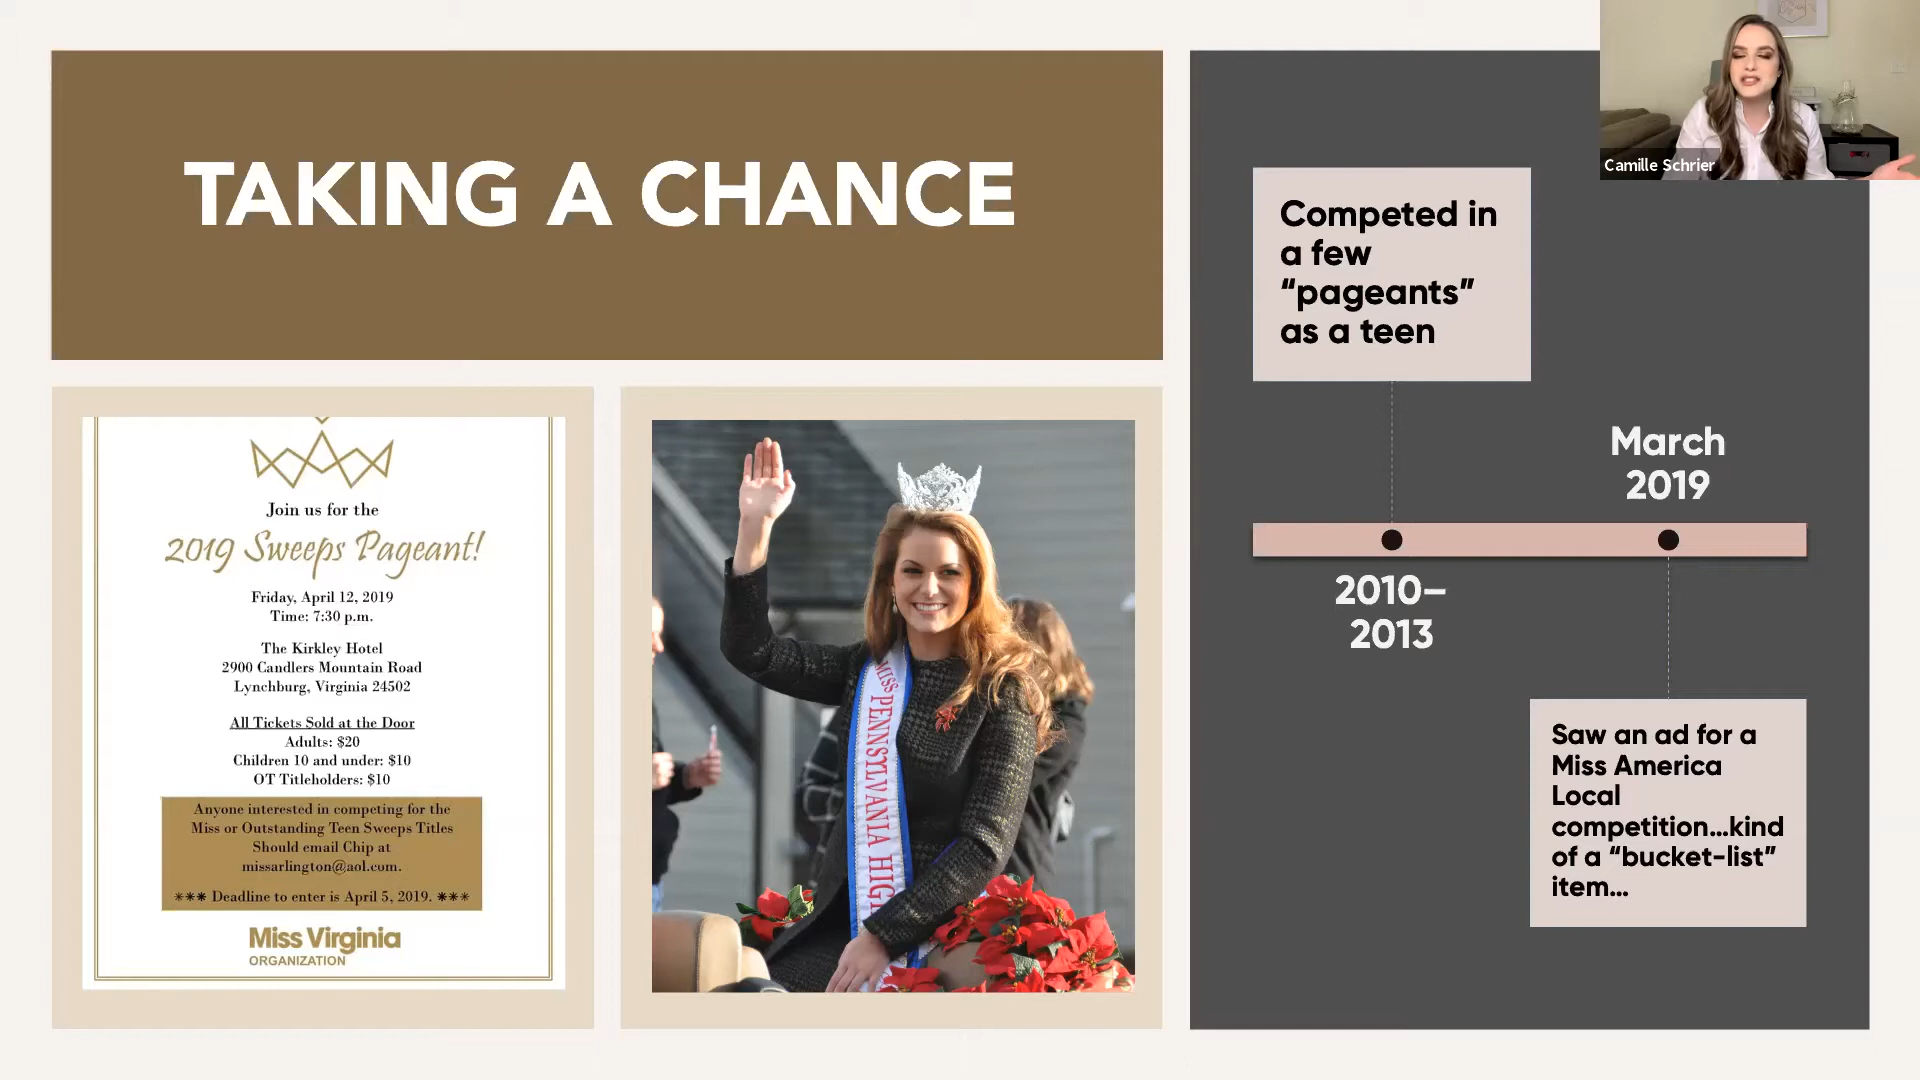 TAKING A CHANCE
Join us for the
2019 Sweeps Pageant!
Friday, April 12, 2019
Time: 7:30 p.m.
The Kirkley Hotel
2900 Candlers Mountain Road
Lynchburg, Virginia 24502
All Tickets Sold at the Door
Adults: $20
Children 10 and under: $10
OT Titleholders: $10
Anyone interested in competing for the
Miss or Outstanding Teen Sweeps Titles
Should email Chip at
missarlington@aol.com.
*** Deadline to enter is April 5, 2019. ***
Miss Virginia
ORGANIZATION
MISS PENNSYLVANIA HIG
Competed in
a few
“pageants”
as a teen
2010–
2013
March
2019
Saw an ad for a
Miss America
Local
competition...kind
of a “bucket-list”
item...
Camille Schrier